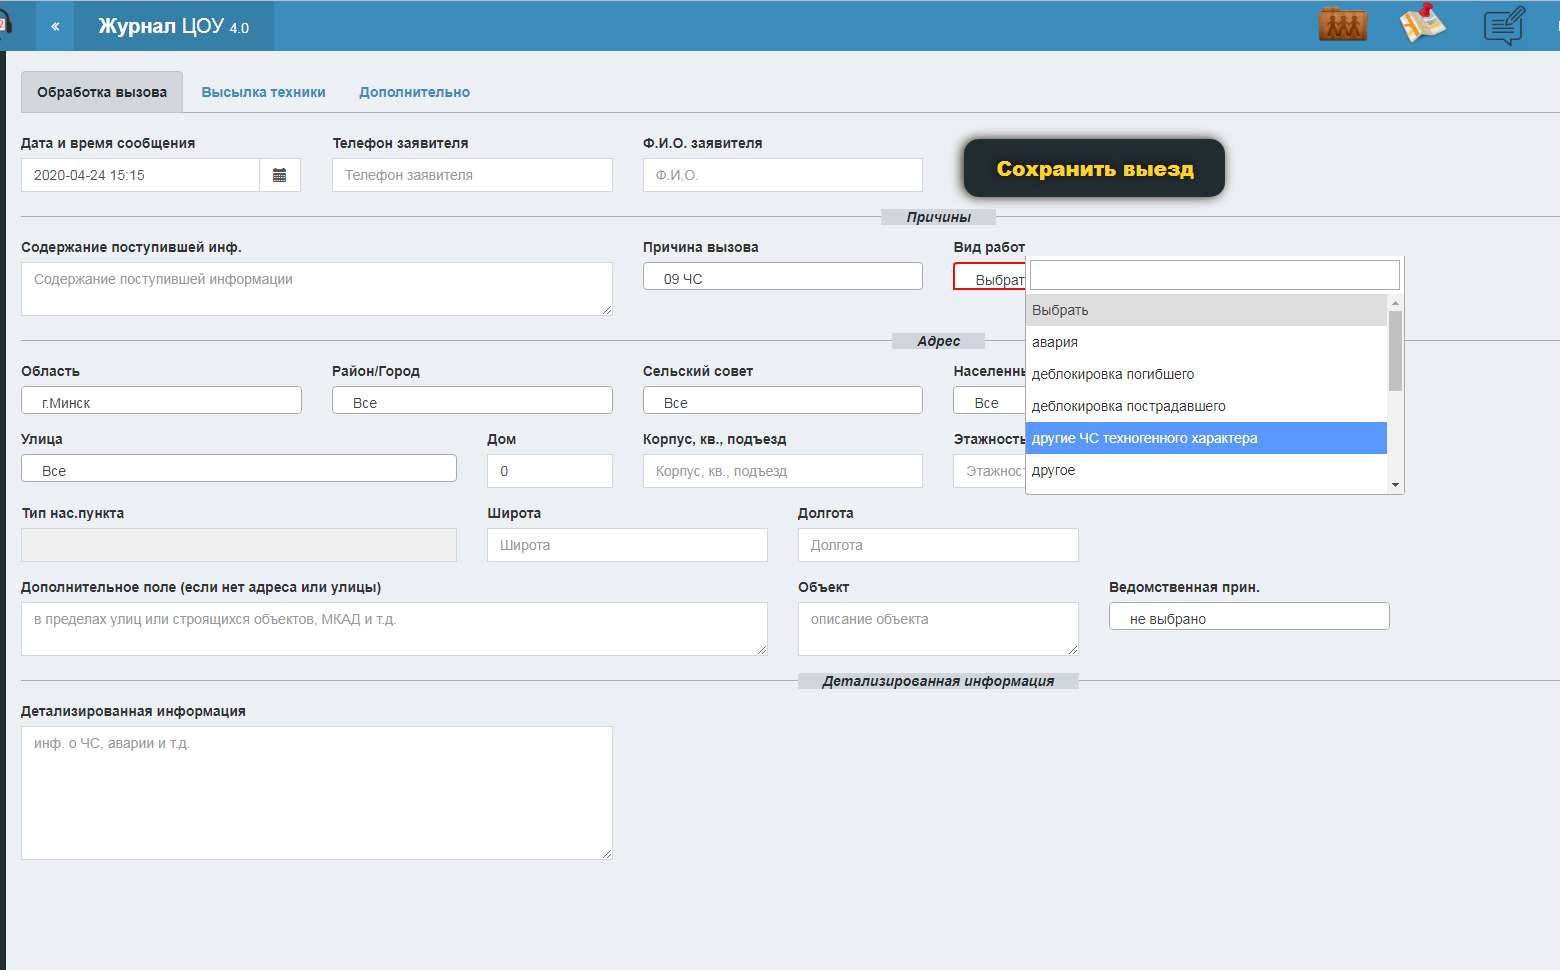 «
Журнал ЦОУ 4.0
Обработка вызова
Высылка техники
Дополнительно
Дата и время сообщения
Телефон заявителя
Ф.И.О. заявителя
2020-04-24 15:15
Телефон заявителя
Ф.И.О.
Сохранить выезд
Причины
Содержание поступившей инф.
Причина вызова
Вид работ
Содержание поступившей информации
09 ЧС
Выбрат
Выбрать
авария
деблокировка погибшего
деблокировка пострадавшего
другие ЧС техногенного характера
другое
Адрес
Область
Район/Город
Сельский совет
Населенны
г.Минск
Все
Все
Все
Улица
Дом
Корпус, кв., подъезд
Этажность
Все
0
Корпус, кв., подъезд
Этажност
Тип нас.пункта
Широта
Долгота
Широта
Долгота
Дополнительное поле (если нет адреса или улицы)
Объект
Ведомственная прин.
в пределах улиц или строящихся объектов, МКАД и т.д.
описание объекта
не выбрано
Детализированная информация
Детализированная информация
инф. о ЧС, аварии и т.д.